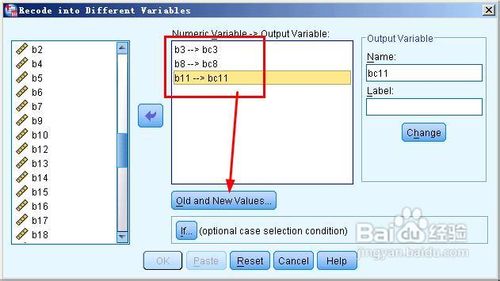 Recode into Different Variables
b2
b4
b5
b6
b7
b9
b10
b12
b13
b14
b15
b16
b17
b18
Numeric Variable -> Output Variable:
b3 --> bc3
b8 --> bc8
b11 --> bc11
Old and New Values...
If... (optional case selection condition)
Output Variable
Name:
bc11
Label:
Change
OK Paste Reset Cancel Help
Baidu 经验
jingyan.baidu.com